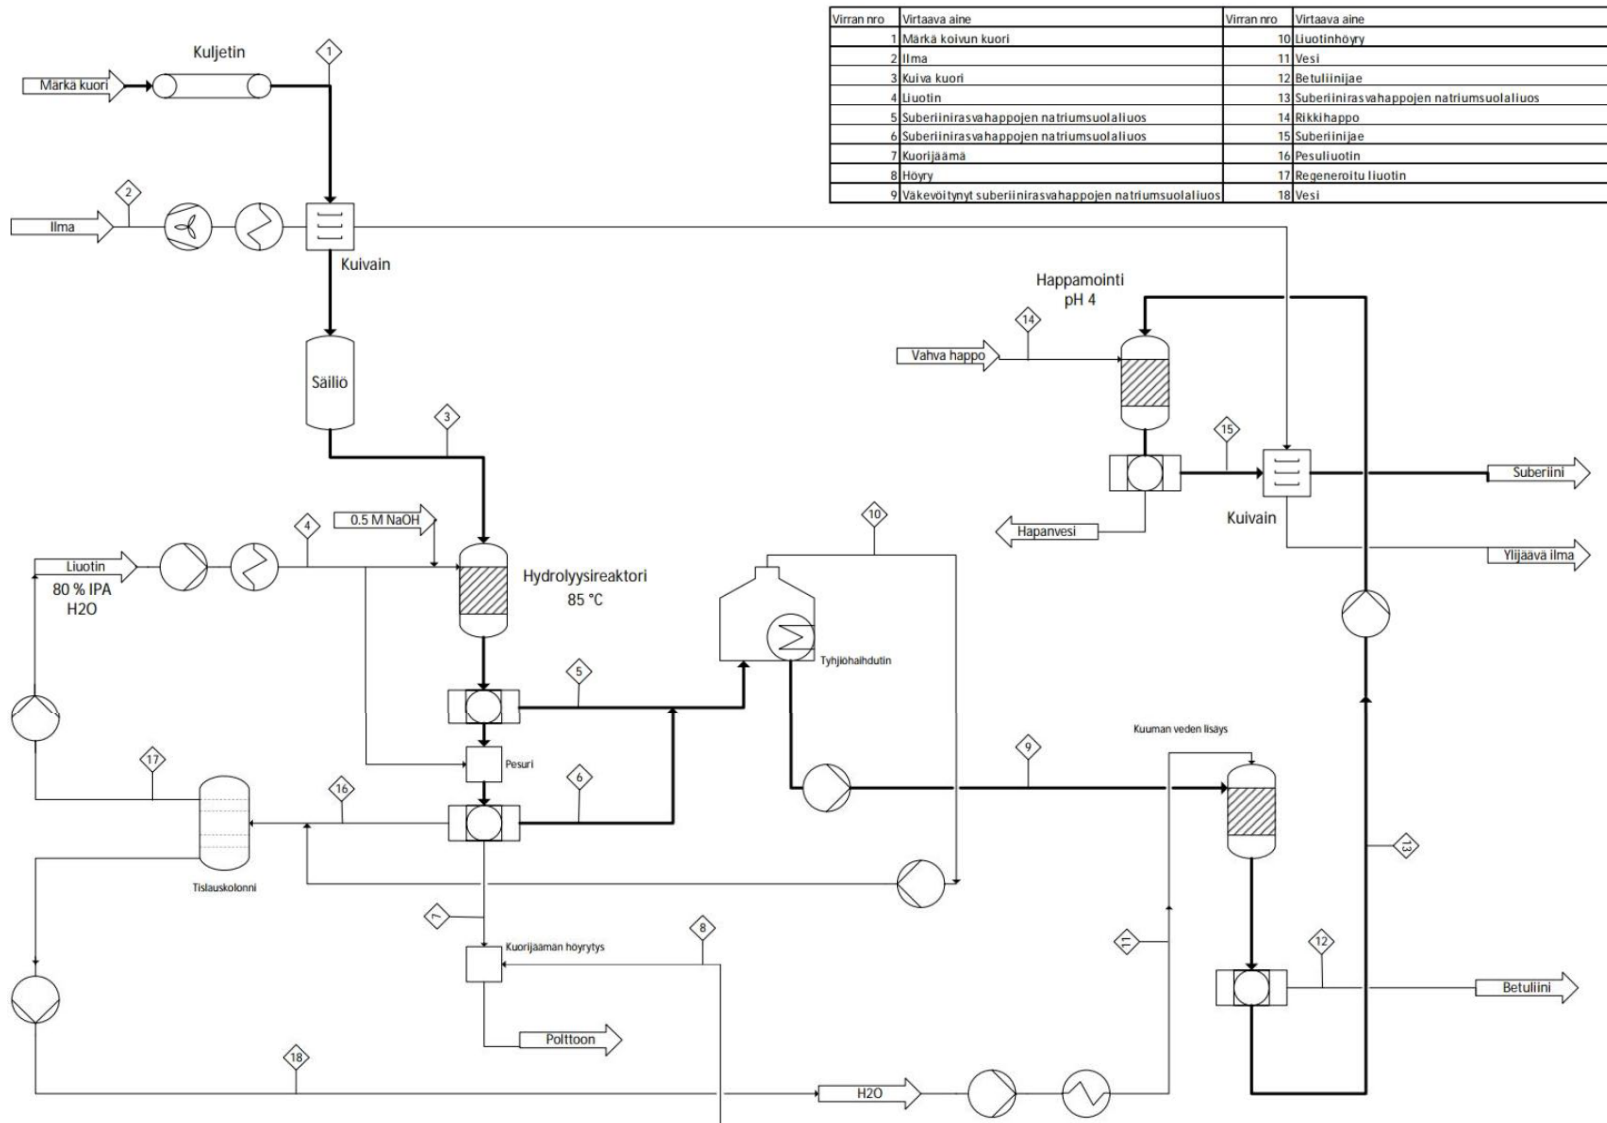 Virran nro Virtaava aine Virran nro Virtaava aine
1 Märkä koivun kuori 10 Liuotinhöyry
2 Ilma 11 Vesi
3 Kuiva kuori 12 Betuliinijae
4 Liuotin 13 Suberiinirasvahappojen natriumsuolaliuos
5 Suberiinirasvahappojen natriumsuolaliuos 14 Rikkihappo
6 Suberiinirasvahappojen natriumsuolaliuos 15 Suberiinijae
7 Kuorijäämä 16 Pesuliuotin
8 Höyry 17 Regeneroitu liuotin
9 Väkevöitynyt suberiinirasvahappojen natriumsuolaliuos 18 Vesi
Kuljetin
1
Märkä kuori
2
Ilma
Kuivain
Happamointi
pH 4
14
Vahva happo
Säiliö
3
15
Suberiini
Kuivain
Hapanvesi
Ylijäävä ilma
4
0.5 M NaOH
10
Liuotin
80 % IPA
H2O
Hydrolyysireaktori
85 °C
Tyhjiöhaihdutin
5
Kuuman veden lisäys
17
Pesuri
9
16
6
13
Tislauskolonni
7
8
11
12
Kuorijäämän höyrytys
Betuliini
Polttoon
18
H2O